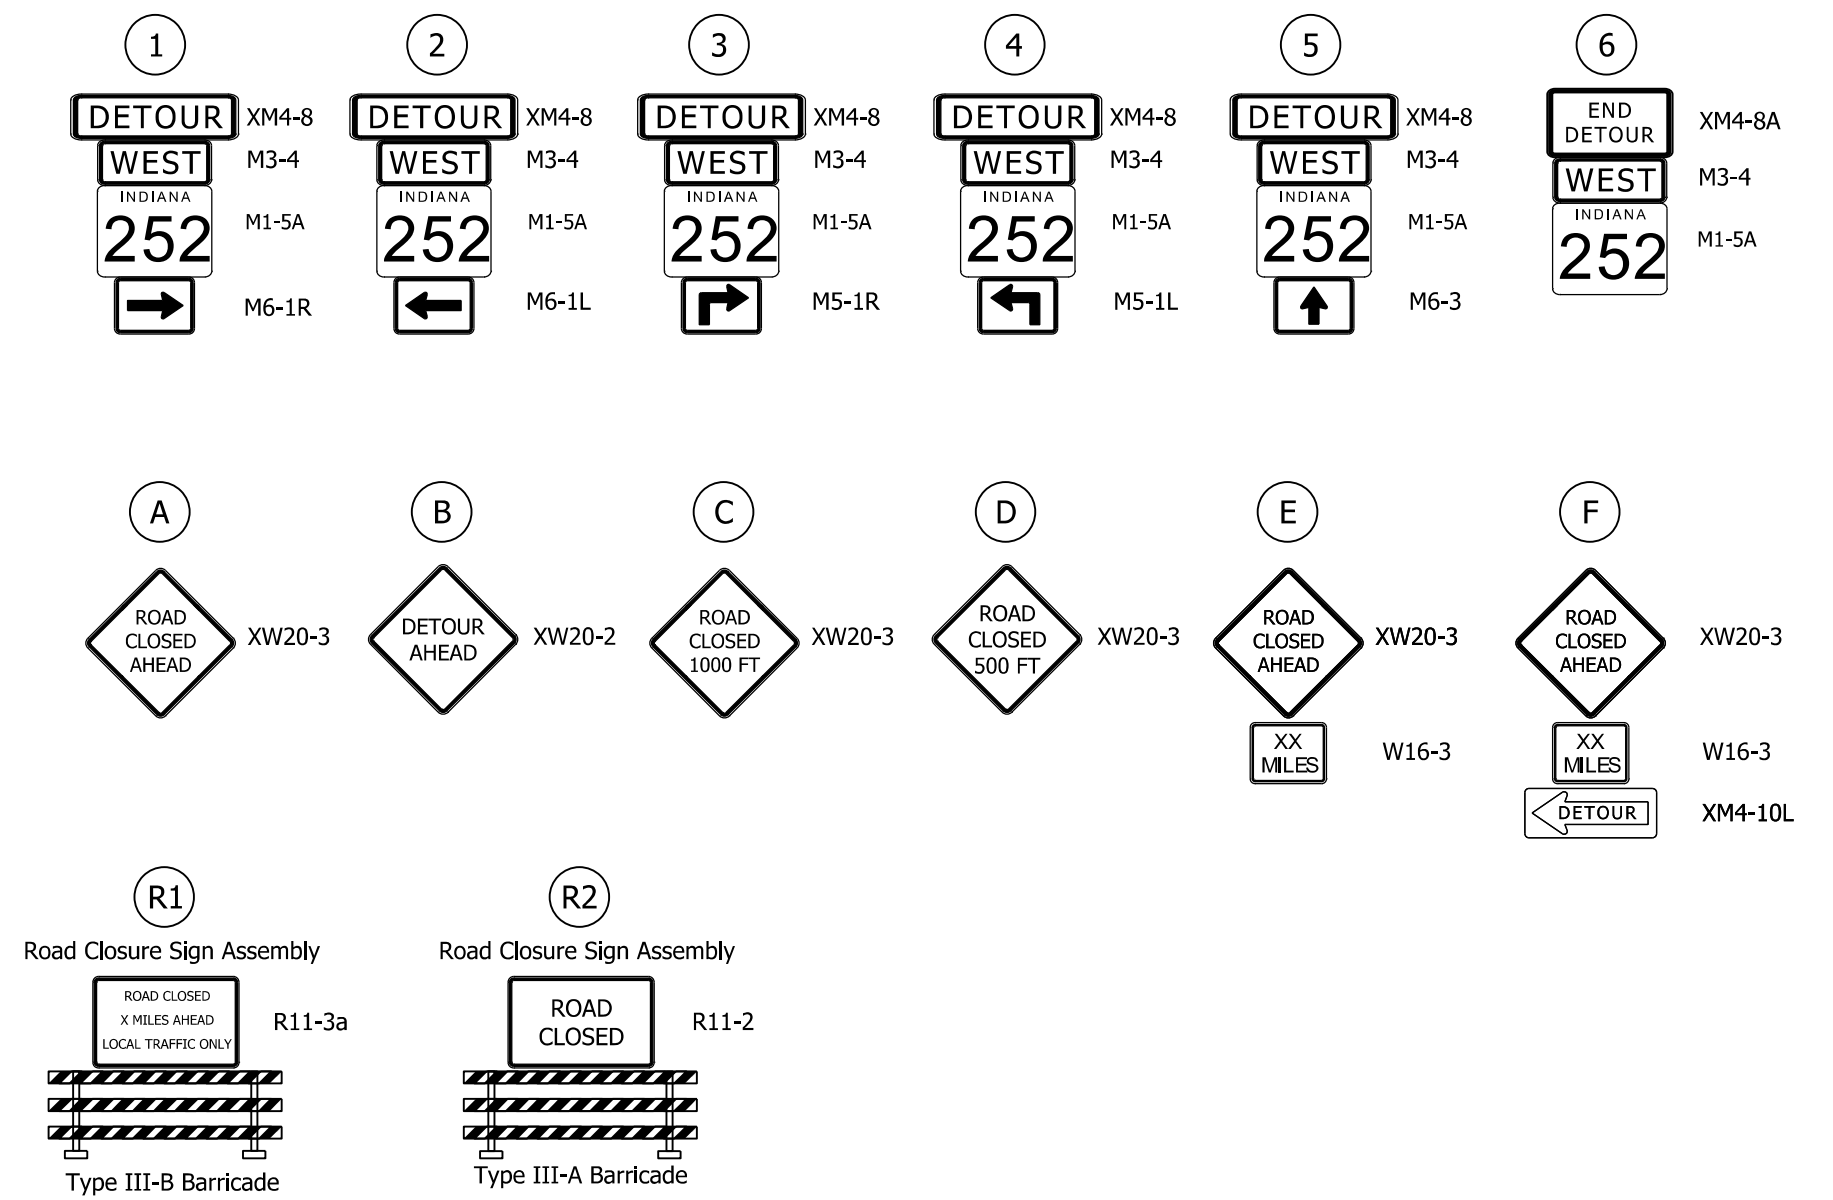 1
DETOUR XM4-8
WEST M3-4
INDIANA
252 M1-5A
M6-1R
2
DETOUR XM4-8
WEST M3-4
INDIANA
252 M1-5A
M6-1L
3
DETOUR XM4-8
WEST M3-4
INDIANA
252 M1-5A
M5-1R
4
DETOUR XM4-8
WEST M3-4
INDIANA
252 M1-5A
M5-1L
5
DETOUR XM4-8
WEST M3-4
INDIANA
252 M1-5A
M6-3
6
END
DETOUR XM4-8A
WEST M3-4
INDIANA
252 M1-5A
A
ROAD
CLOSED XW20-3
AHEAD
B
DETOUR XW20-2
AHEAD
C
ROAD
CLOSED XW20-3
1000 FT
D
ROAD
CLOSED XW20-3
500 FT
E
ROAD
CLOSED XW20-3
AHEAD
XX
MILES W16-3
F
ROAD
CLOSED XW20-3
AHEAD
XX
MILES W16-3
DETOUR XM4-10L
R1
Road Closure Sign Assembly
ROAD CLOSED
X MILES AHEAD R11-3a
LOCAL TRAFFIC ONLY
Type III-B Barricade
R2
Road Closure Sign Assembly
ROAD
CLOSED R11-2
Type III-A Barricade